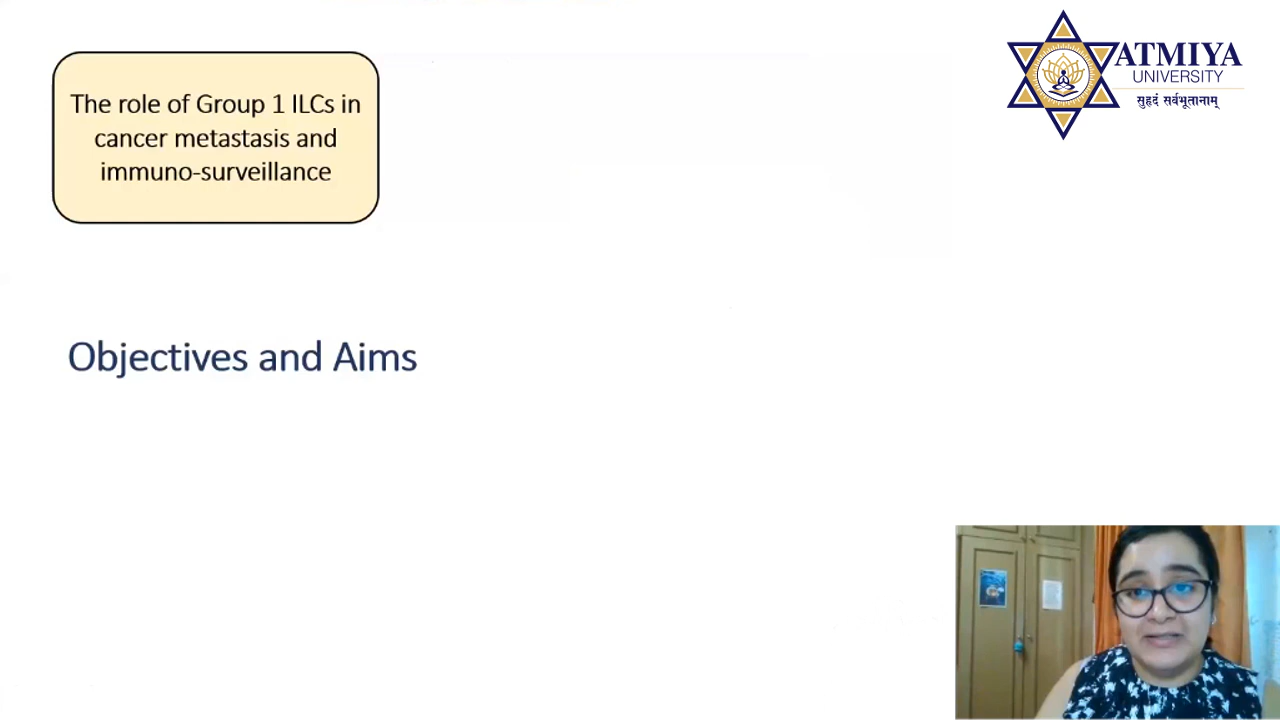 The role of Group 1 ILCs in
cancer metastasis and
immuno-surveillance
ATMIYA
UNIVERSITY
सुहृदं सर्वभूतानाम्
Objectives and Aims